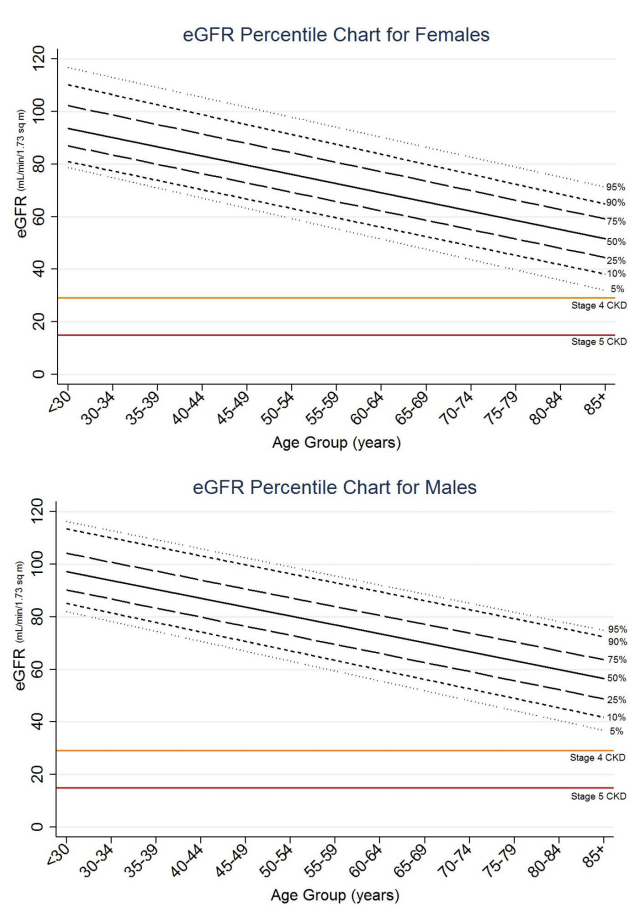 eGFR Percentile Chart for Females
eGFR (mL/min/1.73 sq m)
120
100
80
60
40
20
0
95%
90%
75%
50%
25%
10%
5%
Stage 4 CKD
Stage 5 CKD
<30 30-34 35-39 40-44 45-49 50-54 55-59 60-64 65-69 70-74 75-79 80-84 85+
Age Group (years)
eGFR Percentile Chart for Males
eGFR (mL/min/1.73 sq m)
120
100
80
60
40
20
0
95%
90%
75%
50%
25%
10%
5%
Stage 4 CKD
Stage 5 CKD
<30 30-34 35-39 40-44 45-49 50-54 55-59 60-64 65-69 70-74 75-79 80-84 85+
Age Group (years)